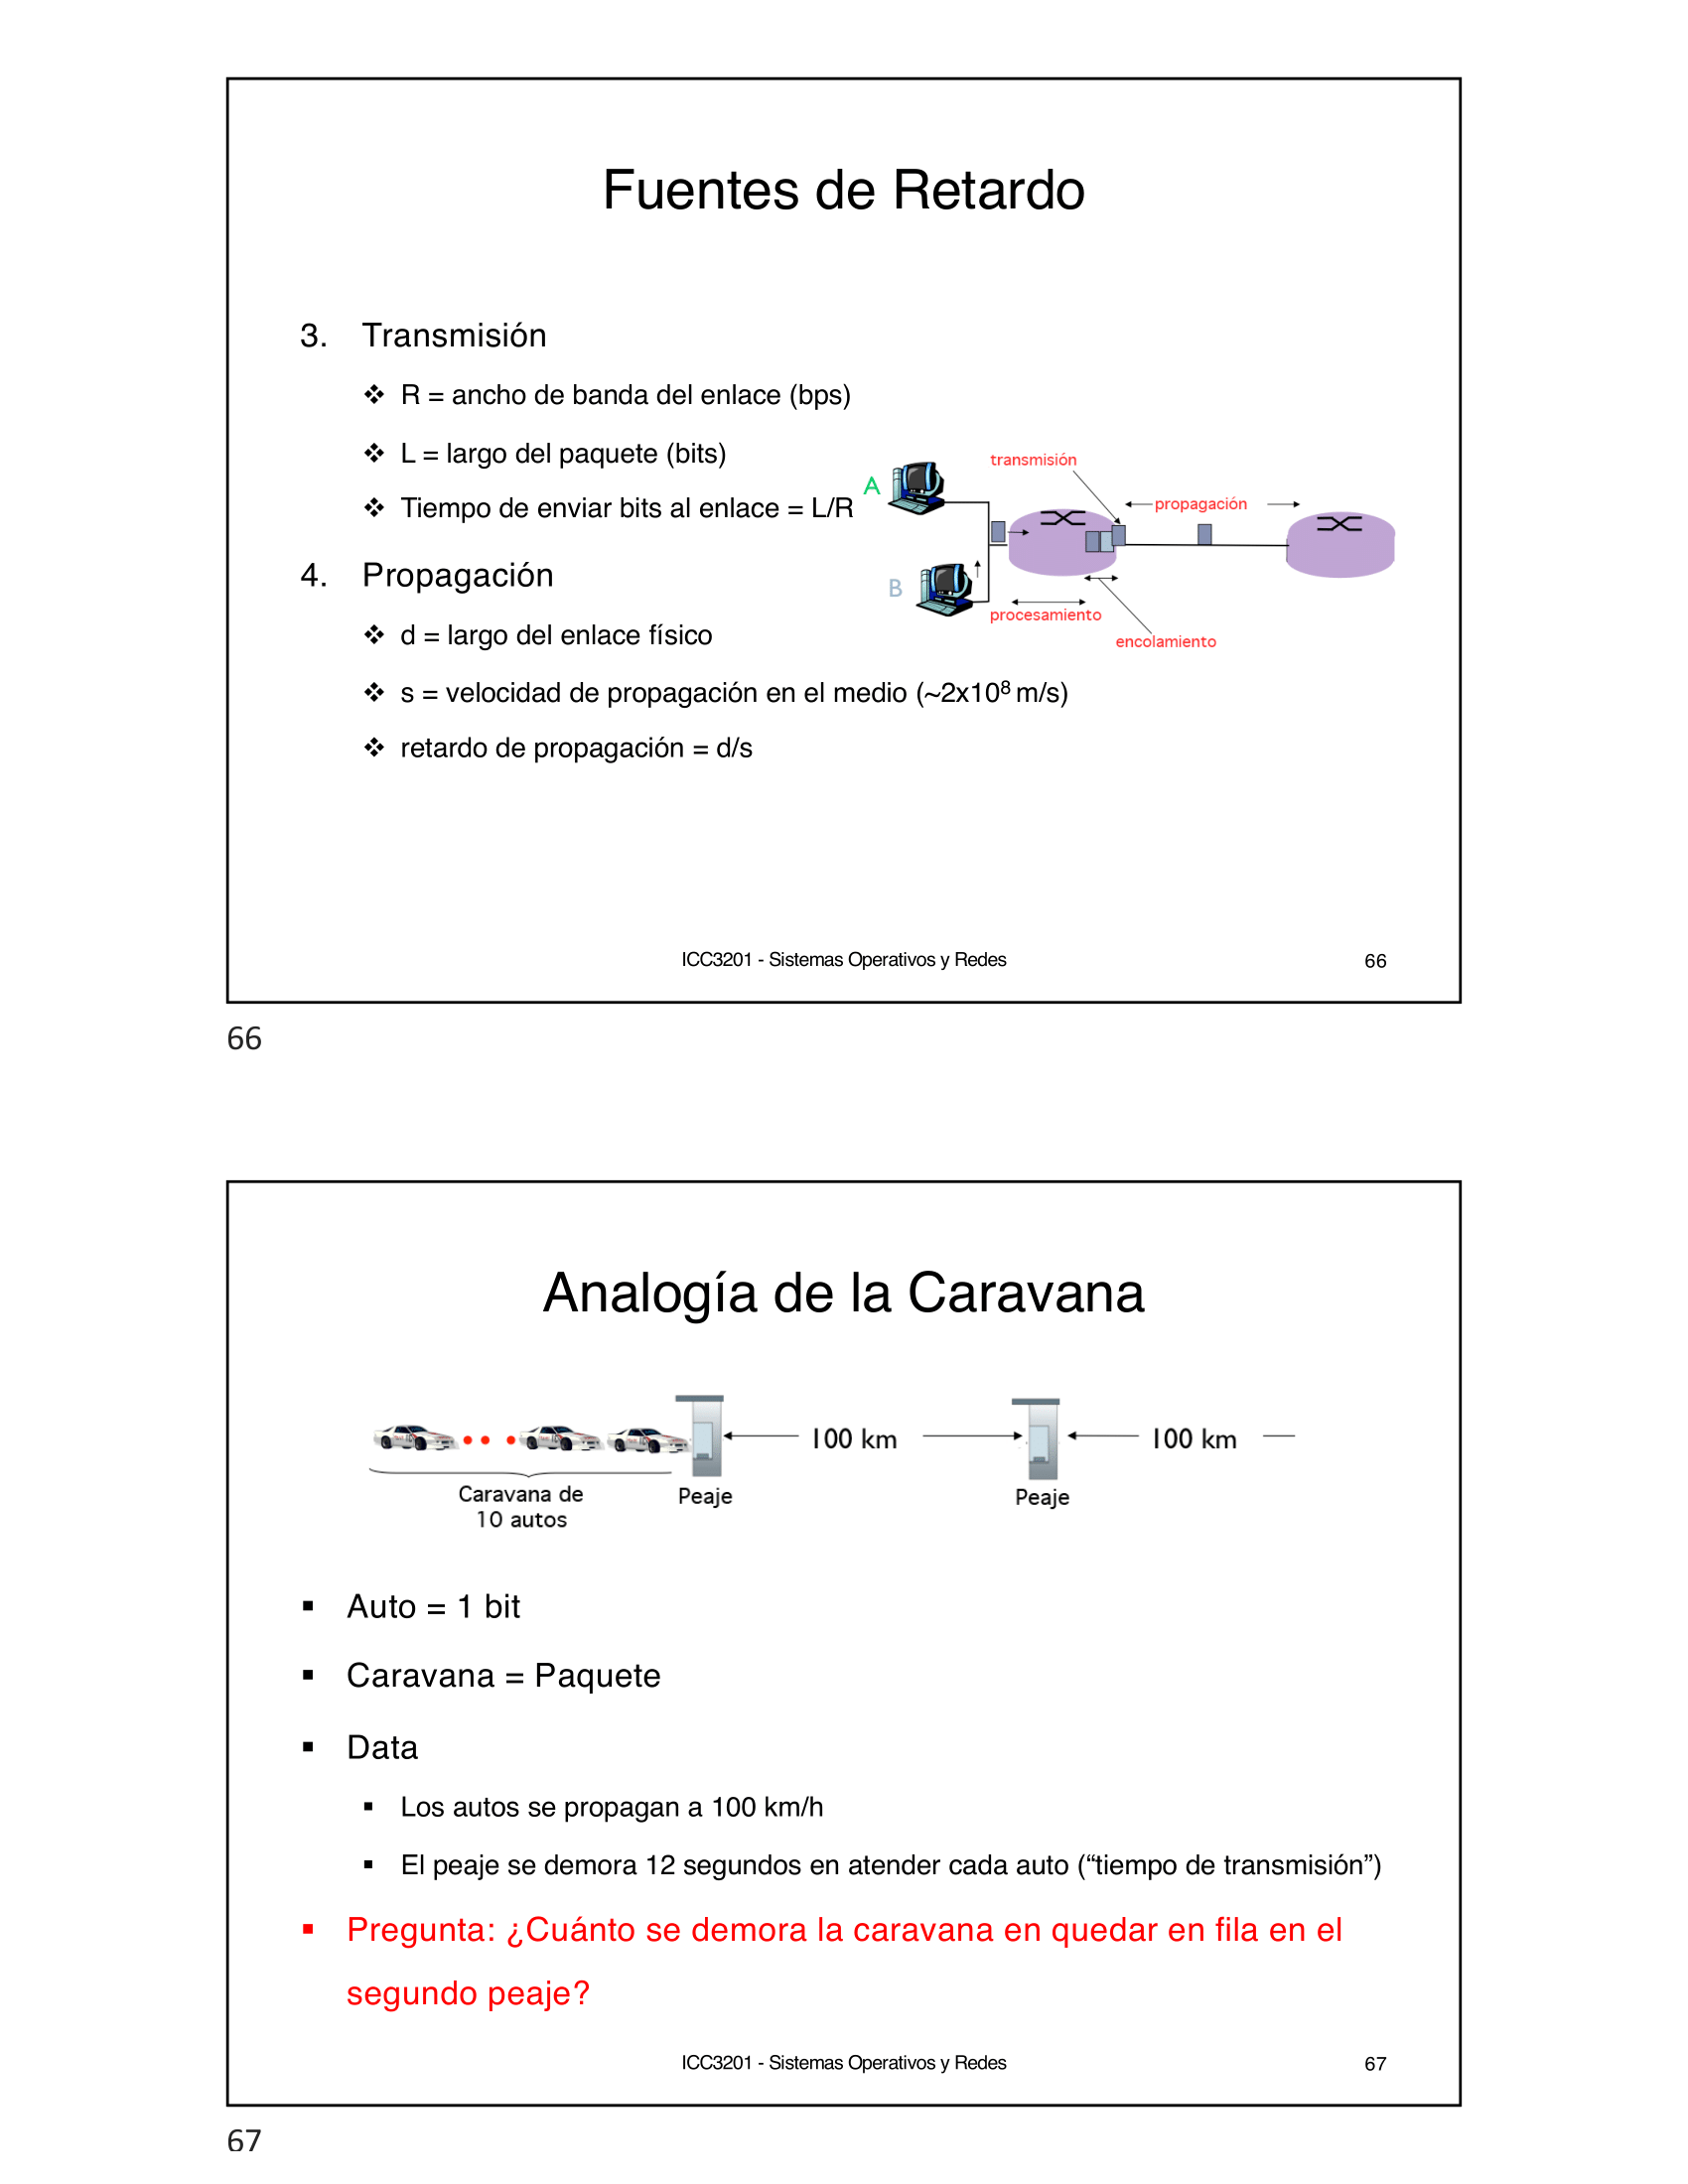 Fuentes de Retardo
3. Transmisión
❖ R = ancho de banda del enlace (bps)
❖ L = largo del paquete (bits)
❖ Tiempo de enviar bits al enlace = L/R
4. Propagación
❖ d = largo del enlace físico
❖ s = velocidad de propagación en el medio (~2x10⁸ m/s)
❖ retardo de propagación = d/s
A
B
transmisión
propagación
procesamiento
encolamiento
ICC3201 - Sistemas Operativos y Redes
66
66
Analogía de la Caravana
Caravana de
10 autos
Peaje
100 km
Peaje
100 km
▪ Auto = 1 bit
▪ Caravana = Paquete
▪ Data
▪ Los autos se propagan a 100 km/h
▪ El peaje se demora 12 segundos en atender cada auto (“tiempo de transmisión”)
▪ Pregunta: ¿Cuánto se demora la caravana en quedar en fila en el
segundo peaje?
ICC3201 - Sistemas Operativos y Redes
67
67